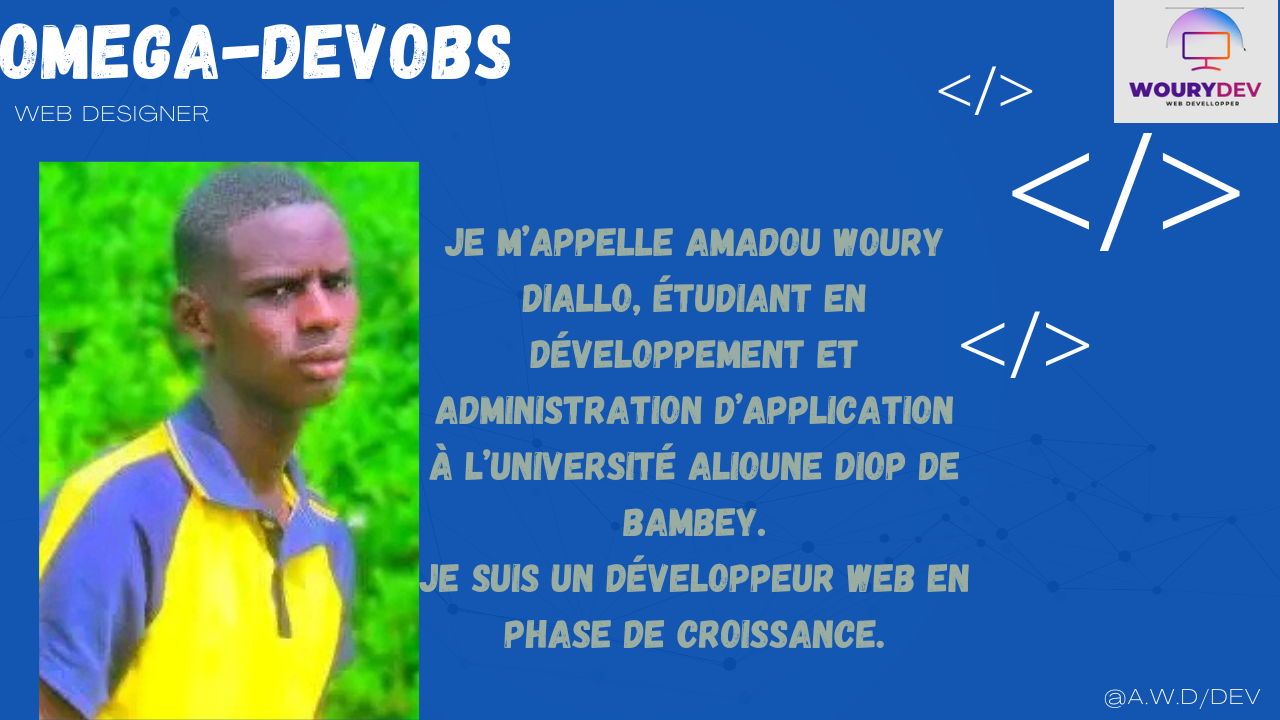 OMEGA-DEVOBS
WEB DESIGNER
WOURYDEV
WEB DEVELLOPPER
</>
</>
</>
JE M'APPELLE AMADOU WOURY
DIALLO, ÉTUDIANT EN
DÉVELOPPEMENT ET
ADMINISTRATION D'APPLICATION
À L'UNIVERSITÉ ALIOUNE DIOP DE
BAMBEY.
JE SUIS UN DÉVELOPPEUR WEB EN
PHASE DE CROISSANCE.
@A.W.D/DEV